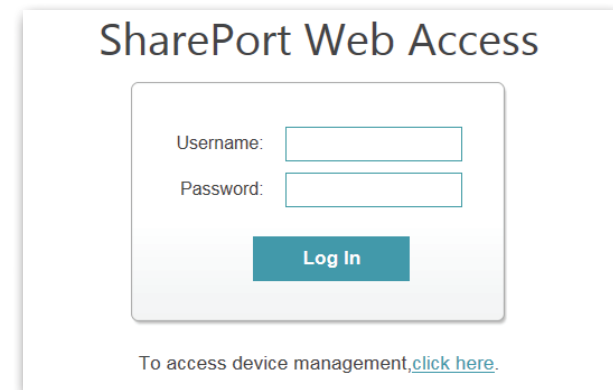 SharePort Web Access
Username:
Password:
Log In
To access device management,click here.